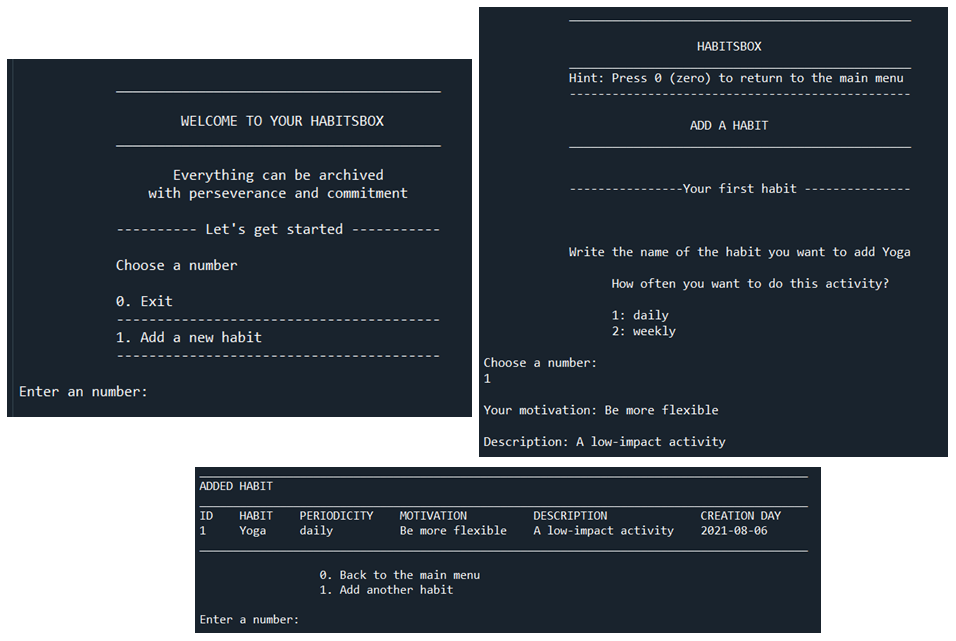 WELCOME TO YOUR HABITSBOX
Everything can be archived
with perseverance and commitment
---------- Let's get started -----------
Choose a number
0. Exit
1. Add a new habit
Enter an number:
HABITSBOX
Hint: Press 0 (zero) to return to the main menu
ADD A HABIT
----------------Your first habit ---------------
Write the name of the habit you want to add Yoga
How often you want to do this activity?
1: daily
2: weekly
Choose a number:
1
Your motivation: Be more flexible
Description: A low-impact activity
ADDED HABIT
ID HABIT PERIODICITY MOTIVATION DESCRIPTION CREATION DAY
1 Yoga daily Be more flexible A low-impact activity 2021-08-06
0. Back to the main menu
1. Add another habit
Enter a number: